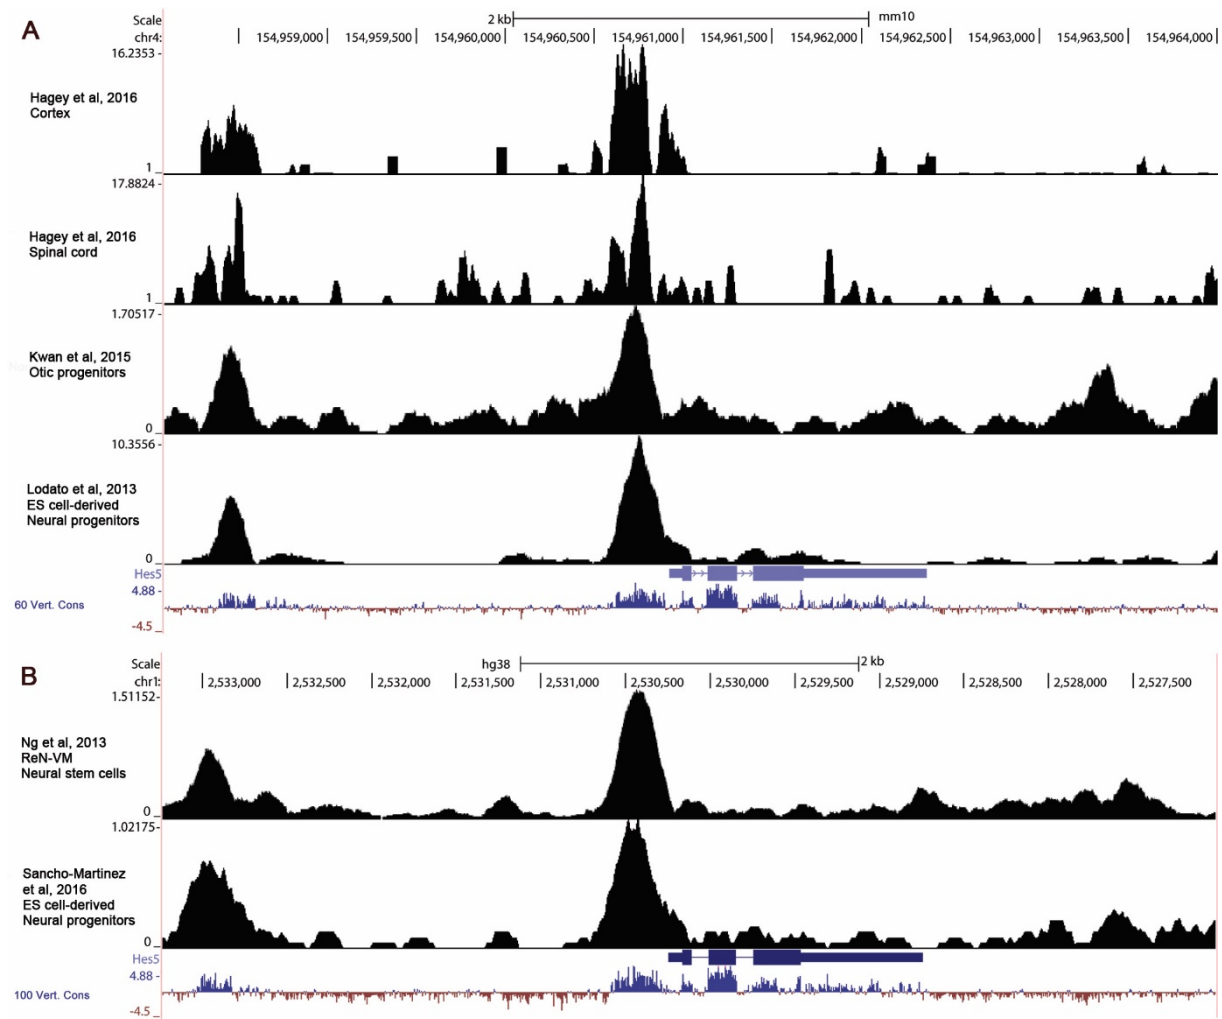 A
Scale 2 kb mm10
chr4: 154,959,000 154,959,500 154,960,000 154,960,500 154,961,000 154,961,500 154,962,000 154,962,500 154,963,000 154,963,500 154,964,000
16.2353 -
Hagey et al, 2016
Cortex
1 _
17.8824 -
Hagey et al, 2016
Spinal cord
1 _
1.70517 -
Kwan et al, 2015
Otic progenitors
0 _
10.3556 -
Lodato et al, 2013
ES cell-derived
Neural progenitors
0 _
Hes5
4.88 -
60 Vert. Cons
-4.5 _
B
Scale hg38 2 kb
chr1: 2,533,000 2,532,500 2,532,000 2,531,500 2,531,000 2,530,500 2,530,000 2,529,500 2,529,000 2,528,500 2,528,000 2,527,500
1.51152-
Ng et al, 2013
ReN-VM
Neural stem cells
0 _
1.02175-
Sancho-Martinez
et al, 2016
ES cell-derived
Neural progenitors
0 _
Hes5
4.88 -
100 Vert. Cons
-4.5 _